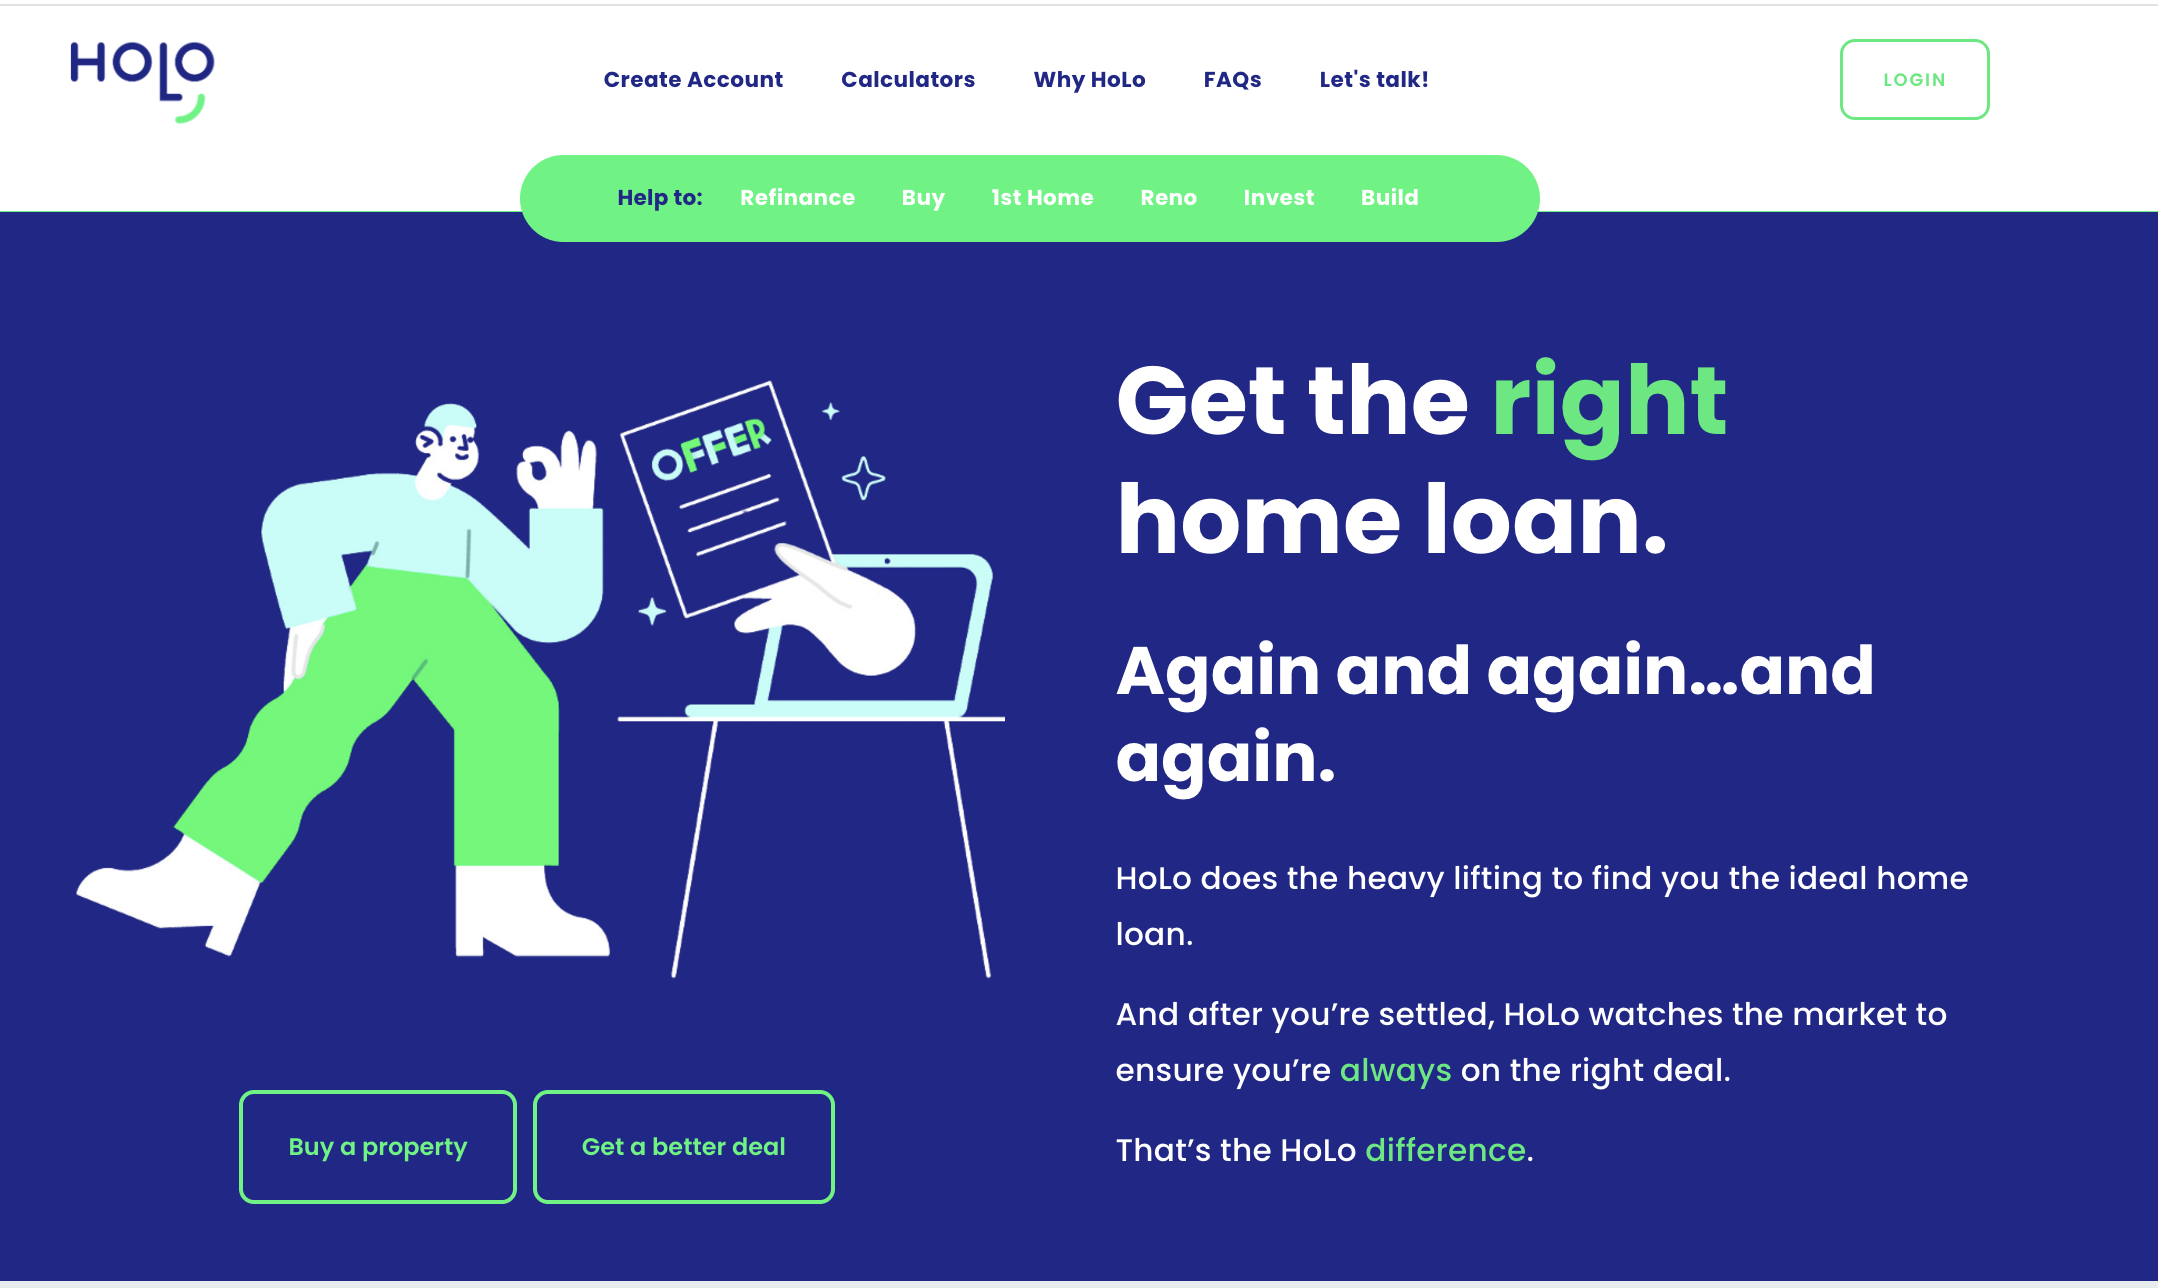 HOLO
Create Account
Calculators
Why HoLo
FAQs
Let's talk!
LOGIN
Help to:
Refinance
Buy
1st Home
Reno
Invest
Build
OFFER
Get the right
home loan.
Again and again...and
again.
HoLo does the heavy lifting to find you the ideal home
loan.
And after you’re settled, HoLo watches the market to
ensure you’re always on the right deal.
That’s the HoLo difference.
Buy a property
Get a better deal